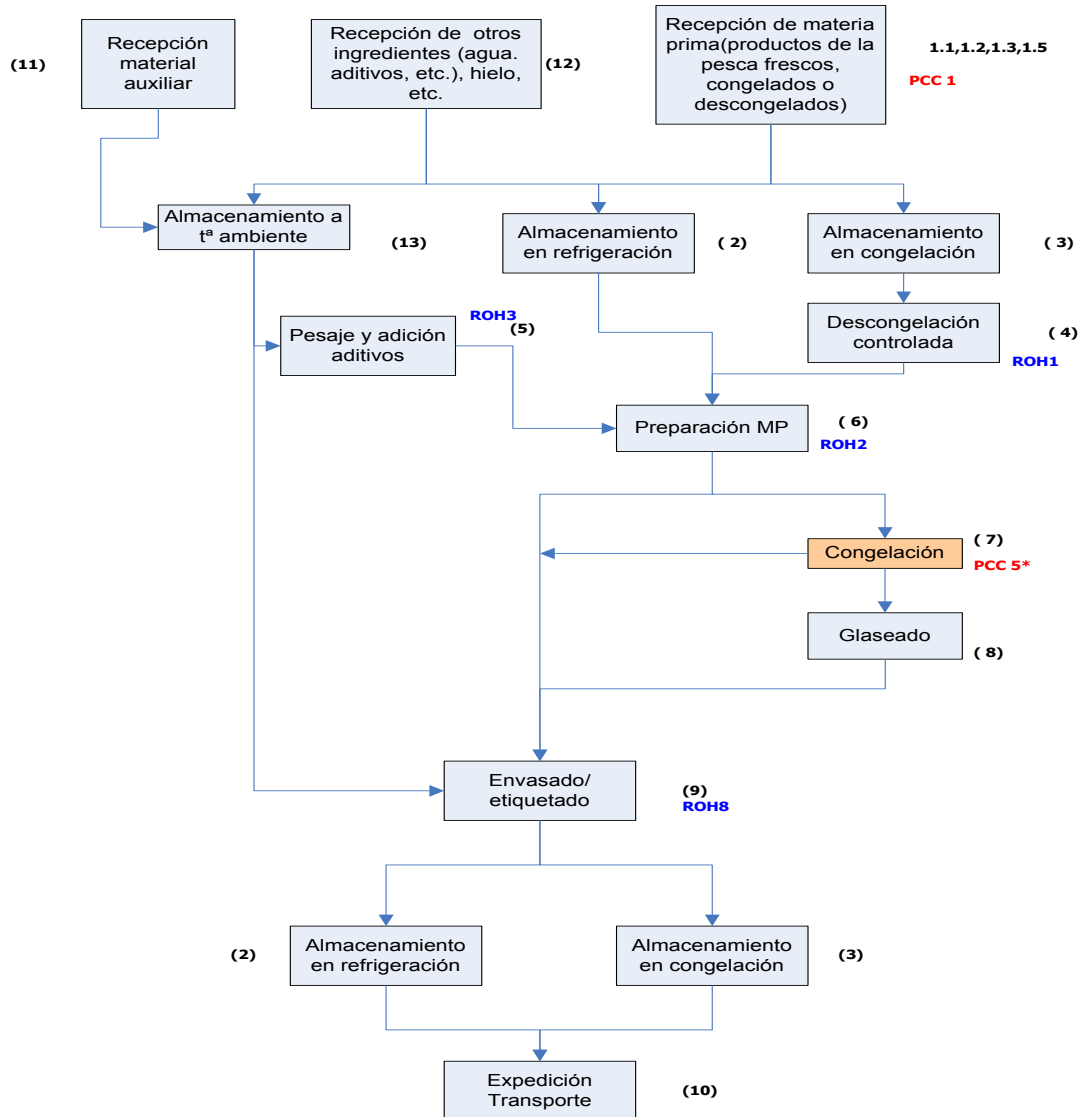 (11)
Recepción
material
auxiliar
Recepción de otros
ingredientes (agua.
aditivos, etc.), hielo,
etc.
(12)
Recepción de materia
prima(productos de la
pesca frescos,
congelados o
descongelados)
1.1,1.2,1.3,1.5
PCC 1
Almacenamiento a
tª ambiente
(13)
Almacenamiento
en refrigeración
( 2)
Almacenamiento
en congelación
( 3)
Pesaje y adición
aditivos
ROH3
(5)
Descongelación
controlada
( 4)
ROH1
Preparación MP
( 6)
ROH2
Congelación
( 7)
PCC 5*
Glaseado
( 8)
Envasado/
etiquetado
(9)
ROH8
(2)
Almacenamiento
en refrigeración
Almacenamiento
en congelación
(3)
Expedición
Transporte
(10)